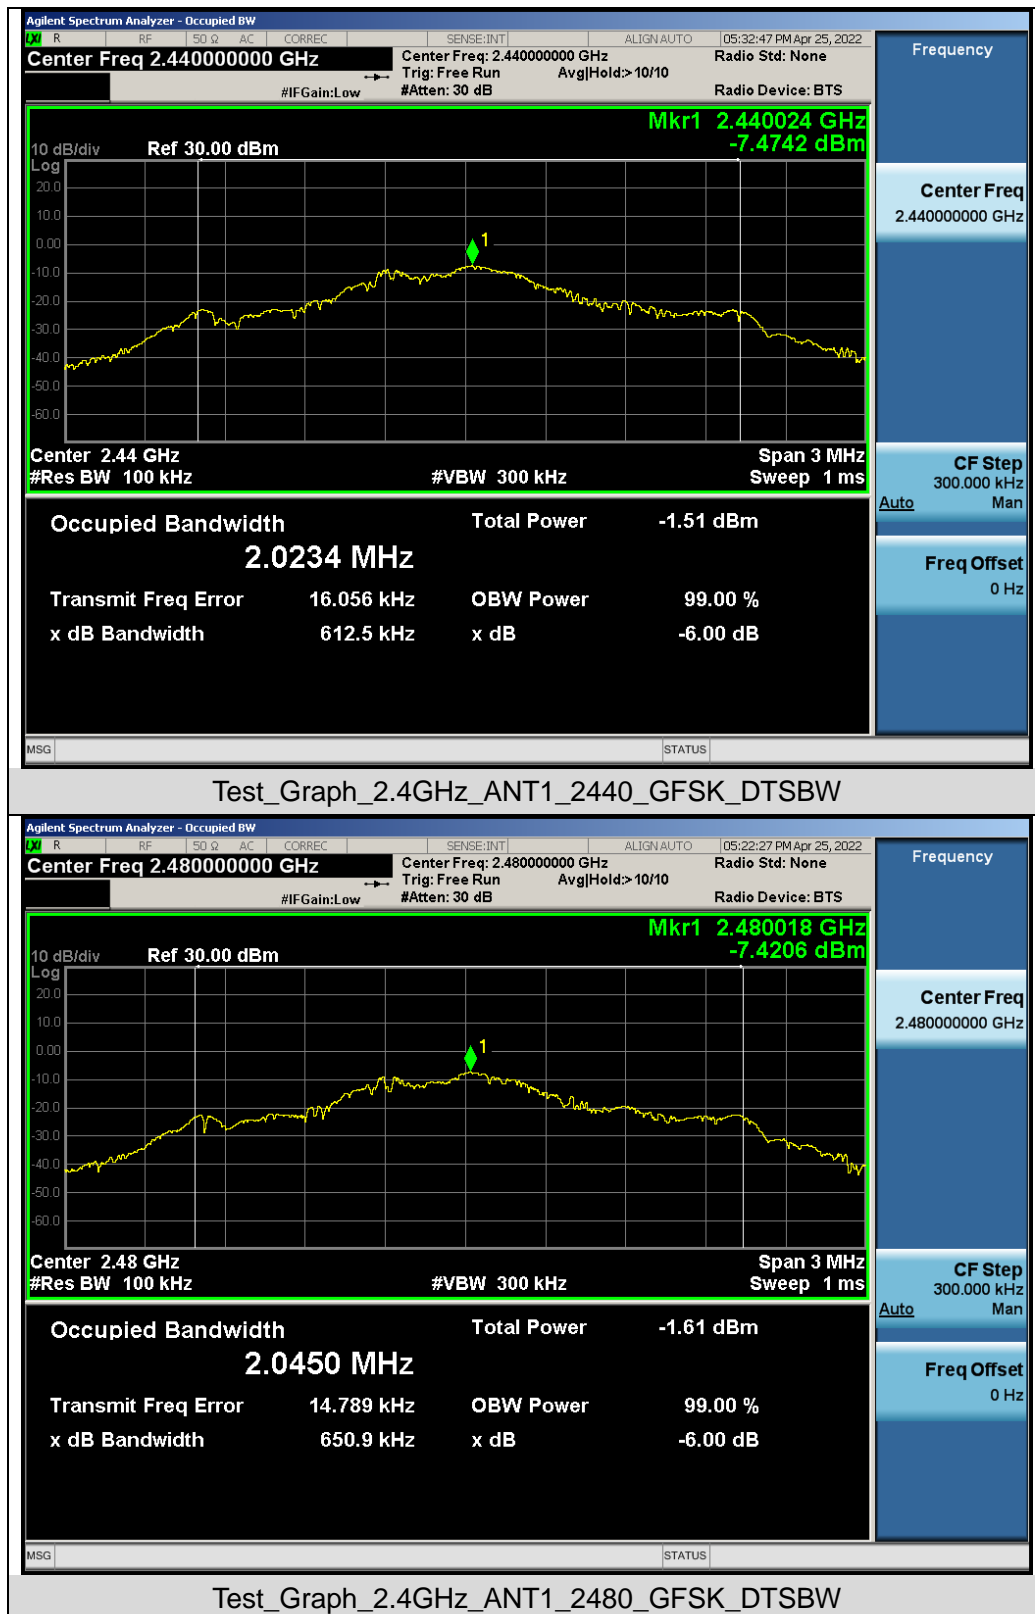 Agilent Spectrum Analyzer - Occupied BW
LXI R RF 50 Ω AC CORREC SENSE:INT ALIGN AUTO 05:32:47 PM Apr 25, 2022
Center Freq 2.440000000 GHz Center Freq: 2.440000000 GHz Radio Std: None
Trig: Free Run Avg|Hold:> 10/10
#IFGain:Low #Atten: 30 dB Radio Device: BTS
Mkr1 2.440024 GHz
-7.4742 dBm
10 dB/div Ref 30.00 dBm
Log
20.0
10.0
0.00
-10.0
-20.0
-30.0
-40.0
-50.0
-60.0
1
Center 2.44 GHz Span 3 MHz
#Res BW 100 kHz #VBW 300 kHz Sweep 1 ms
Occupied Bandwidth Total Power -1.51 dBm
2.0234 MHz
Transmit Freq Error 16.056 kHz OBW Power 99.00 %
x dB Bandwidth 612.5 kHz x dB -6.00 dB
MSG STATUS
Frequency
Center Freq
2.440000000 GHz
CF Step
300.000 kHz
Auto Man
Freq Offset
0 Hz
Test_Graph_2.4GHz_ANT1_2440_GFSK_DTSBW
Agilent Spectrum Analyzer - Occupied BW
LXI R RF 50 Ω AC CORREC SENSE:INT ALIGN AUTO 05:22:27 PM Apr 25, 2022
Center Freq 2.480000000 GHz Center Freq: 2.480000000 GHz Radio Std: None
Trig: Free Run Avg|Hold:> 10/10
#IFGain:Low #Atten: 30 dB Radio Device: BTS
Mkr1 2.480018 GHz
-7.4206 dBm
10 dB/div Ref 30.00 dBm
Log
20.0
10.0
0.00
-10.0
-20.0
-30.0
-40.0
-50.0
-60.0
1
Center 2.48 GHz Span 3 MHz
#Res BW 100 kHz #VBW 300 kHz Sweep 1 ms
Occupied Bandwidth Total Power -1.61 dBm
2.0450 MHz
Transmit Freq Error 14.789 kHz OBW Power 99.00 %
x dB Bandwidth 650.9 kHz x dB -6.00 dB
MSG STATUS
Frequency
Center Freq
2.480000000 GHz
CF Step
300.000 kHz
Auto Man
Freq Offset
0 Hz
Test_Graph_2.4GHz_ANT1_2480_GFSK_DTSBW